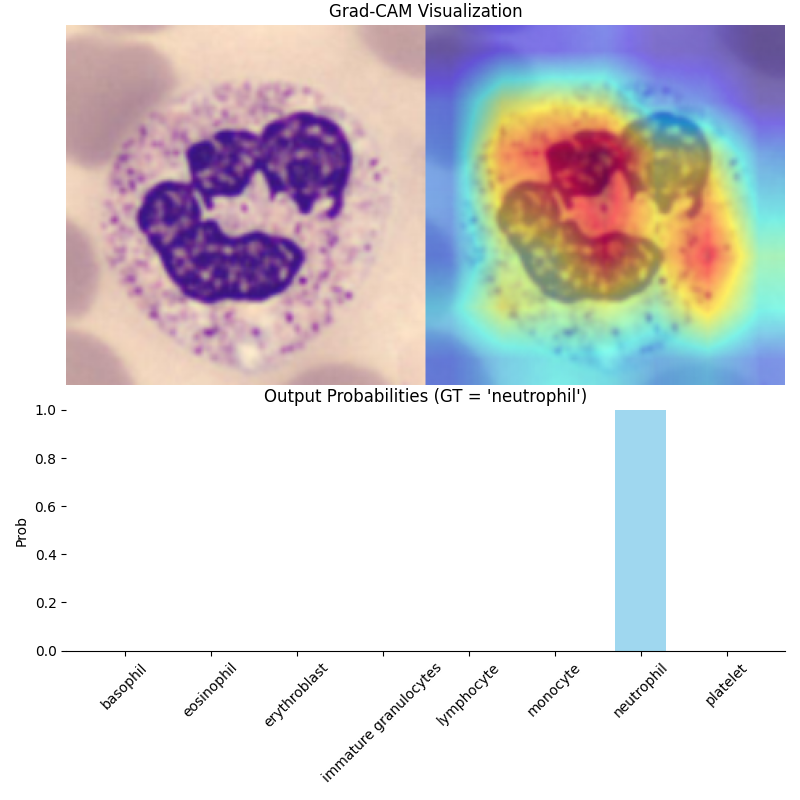 Grad-CAM Visualization
Output Probabilities (GT = 'neutrophil')
1.0
0.8
0.6
0.4
0.2
0.0
Prob
basophil
eosinophil
erythroblast
immature granulocytes
lymphocyte
monocyte
neutrophil
platelet